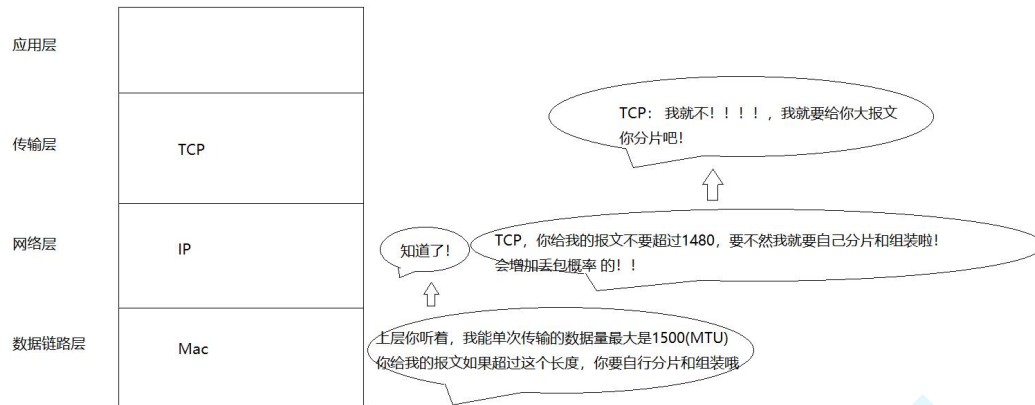 应用层
TCP： 我就不！！！！，我就要给你大报文
你分片吧！
传输层
TCP
网络层
IP
知道了！
TCP，你给我的报文不要超过1480，要不然我就要自己分片和组装啦！
会增加丢包概率 的！！
数据链路层
Mac
上层你听着，我能单次传输的数据量最大是1500(MTU)
你给我的报文如果超过这个长度，你要自行分片和组装哦